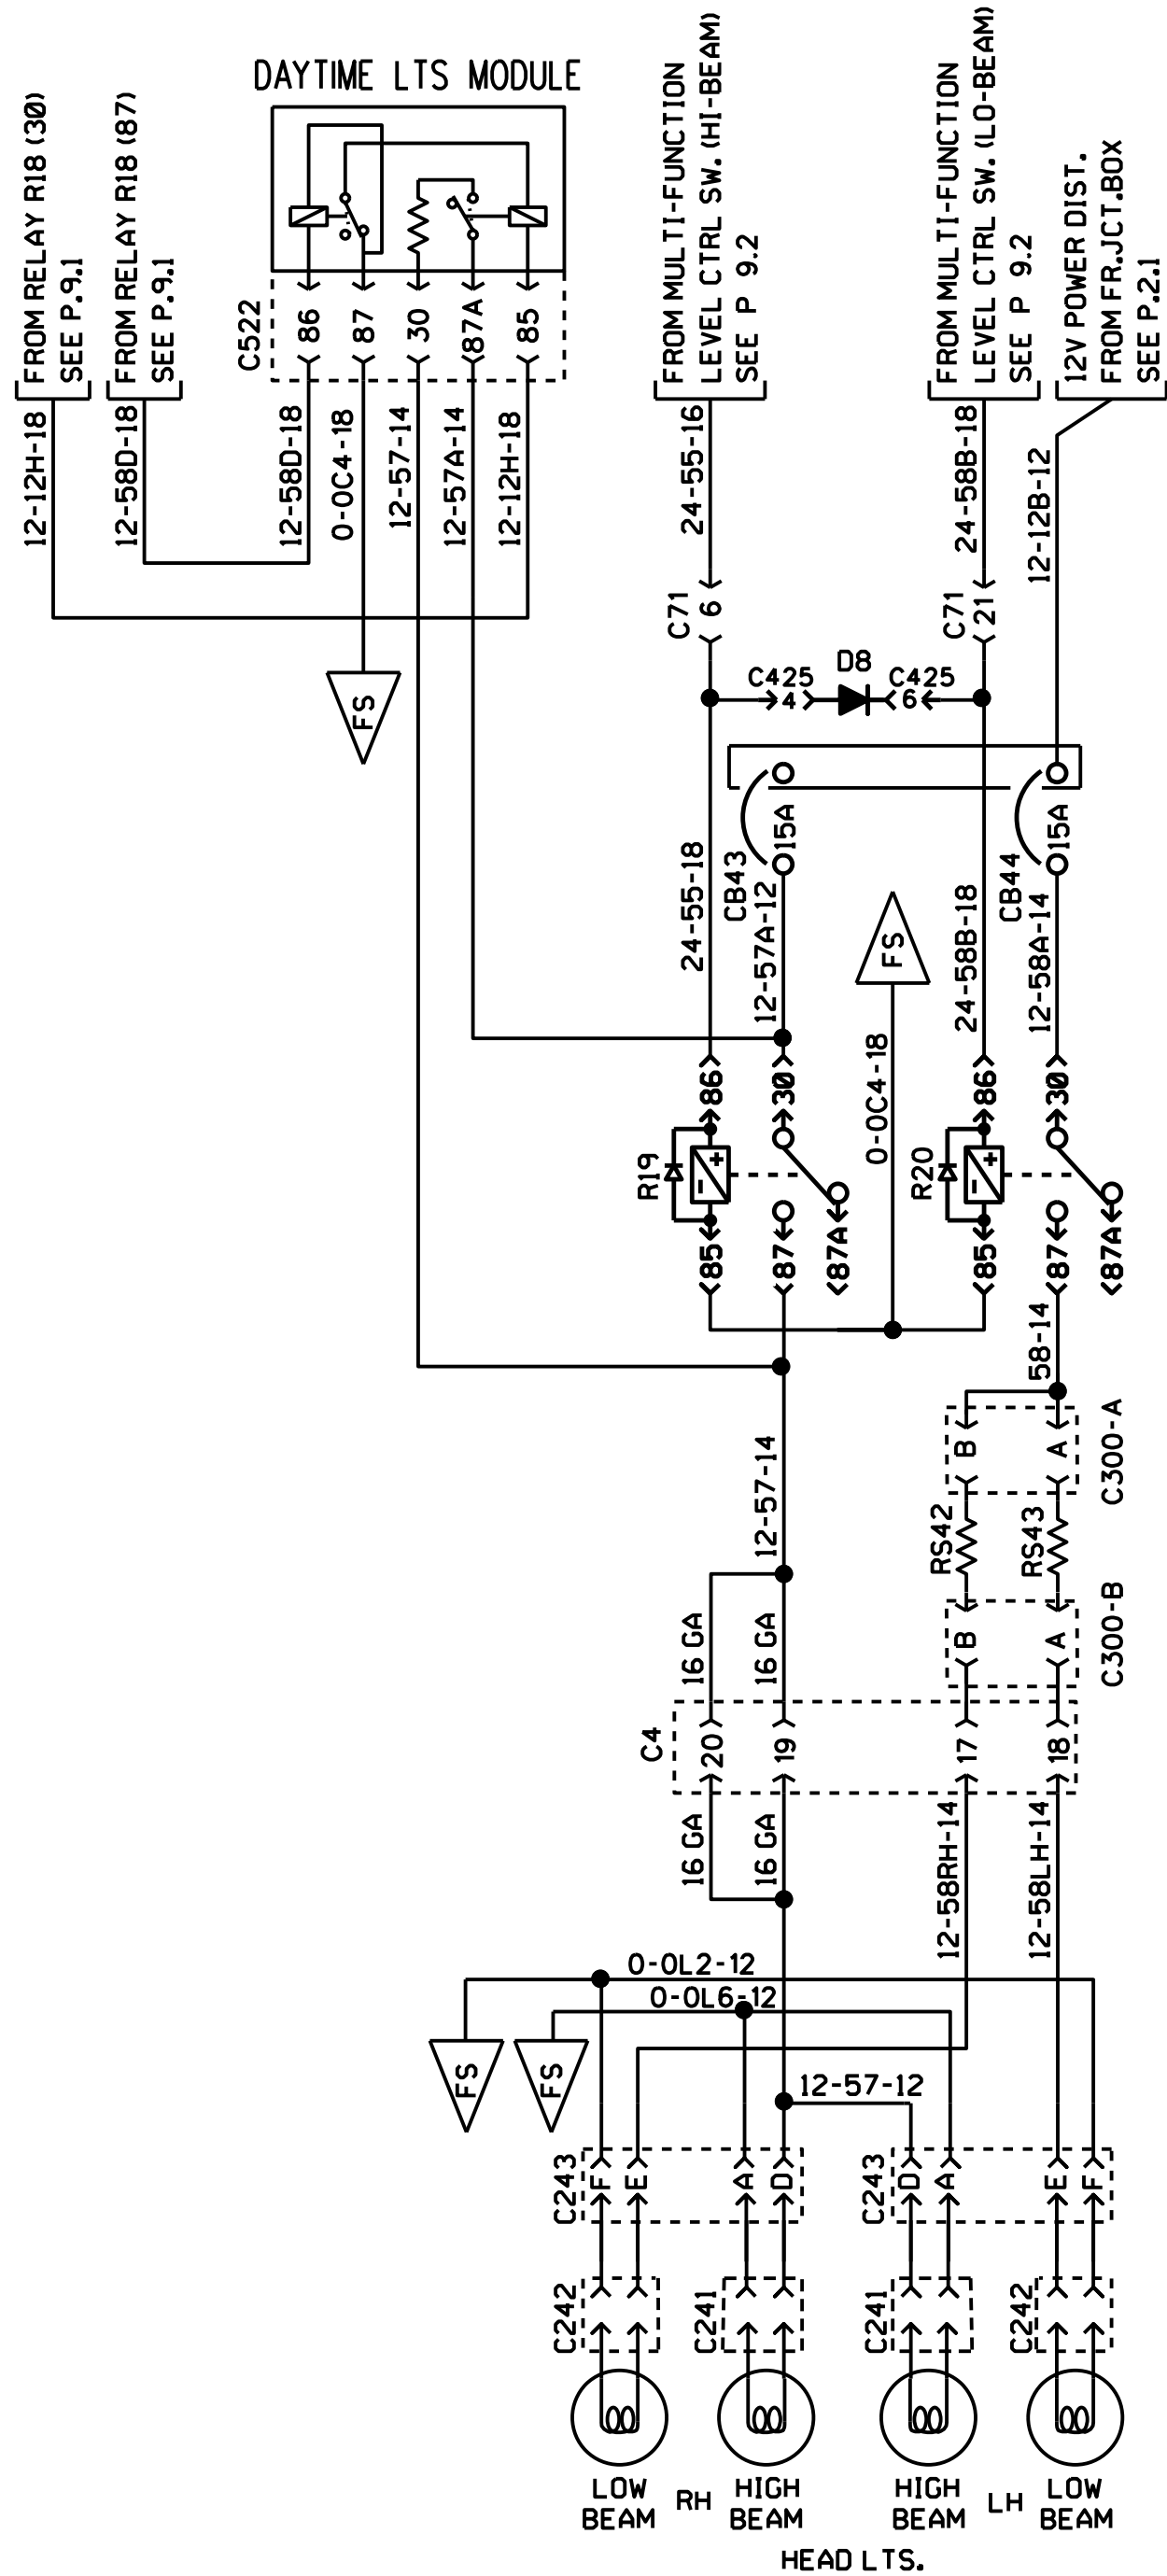 DAYTIME LTS MODULE
FROM RELAY R18 (30)
SEE P.9.1
FROM RELAY R18 (87)
SEE P.9.1
C522
86
87
30
87A
85
FROM MULTI-FUNCTION
LEVEL CTRL SW. (HI-BEAM)
SEE P 9.2
FROM MULTI-FUNCTION
LEVEL CTRL SW. (LO-BEAM)
SEE P 9.2
12V POWER DIST.
FROM FR.JCT.BOX
SEE P.2.1
12-12H-18
12-58D-18
12-58D-18
0-0C4-18
12-57-14
12-57A-14
12-12H-18
24-55-16
24-58B-18
12-12B-12
C71
6
C71
21
FS
C425
4
D8
C425
6
24-55-18
CB43
15A
12-57A-12
FS
24-58B-18
CB44
15A
12-58A-14
0-0C4-18
86
30
86
30
R19
+
-
R20
+
-
85
87
87A
85
87
87A
58-14
12-57-14
B
A
C300-A
RS42
RS43
B
A
C300-B
16 GA
16 GA
C4
20
19
17
18
16 GA
16 GA
12-58RH-14
12-58LH-14
0-0L2-12
0-0L6-12
FS
FS
12-57-12
C243
F
E
A
D
C243
D
A
E
F
C242
C241
C241
C242
LOW
BEAM
RH
HIGH
BEAM
HIGH
BEAM
LH
LOW
BEAM
HEAD LTS.